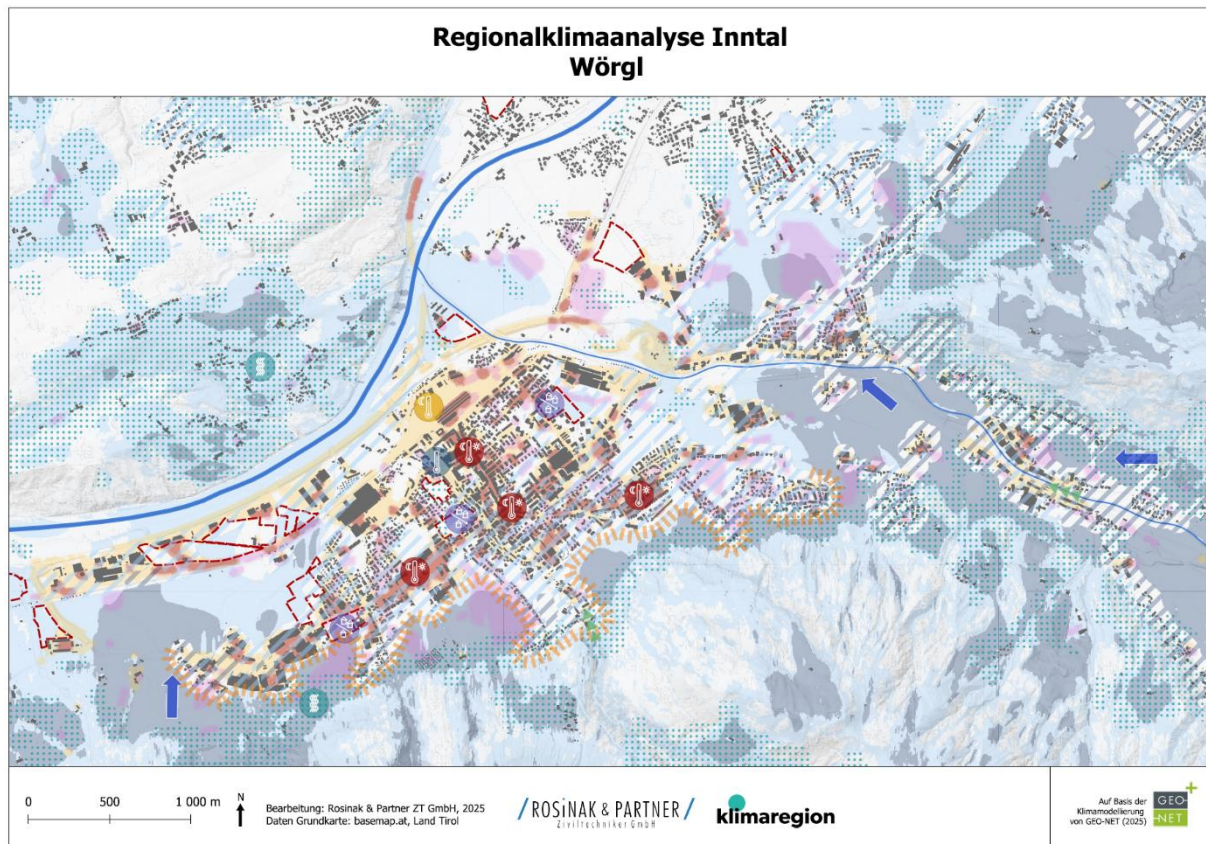 Regionalklimaanalyse Inntal
Wörgl
0 500 1 000 m
N
Bearbeitung: Rosinak & Partner ZT GmbH, 2025
Daten Grundkarte: basemap.at, Land Tirol
/ ROSiNAK & PARTNER /
Ziviltechniker GmbH
klimaregion
Auf Basis der
Klimamodellierung
von GEO-NET (2025)
GEO-
NET